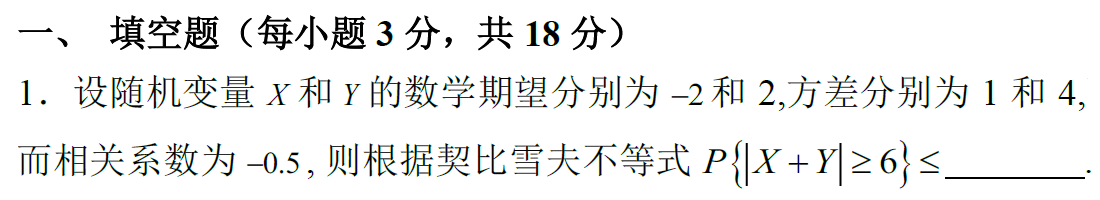 一、 填空题（每小题 3 分，共 18 分）
1．设随机变量 X 和 Y 的数学期望分别为 –2 和 2,方差分别为 1 和 4,
而相关系数为 –0.5 , 则根据契比雪夫不等式 P{|X + Y| ≥ 6} ≤ ________.